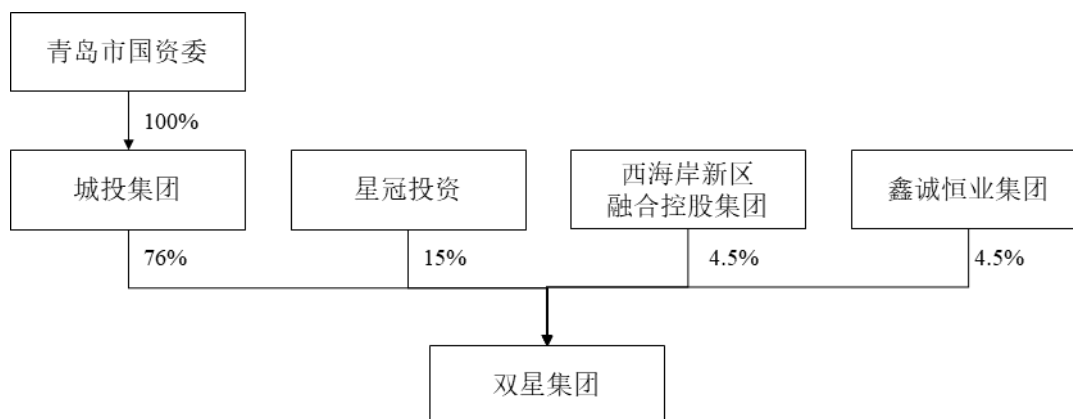 青岛市国资委
100%
城投集团
星冠投资
西海岸新区
融合控股集团
鑫诚恒业集团
76%
15%
4.5%
4.5%
双星集团